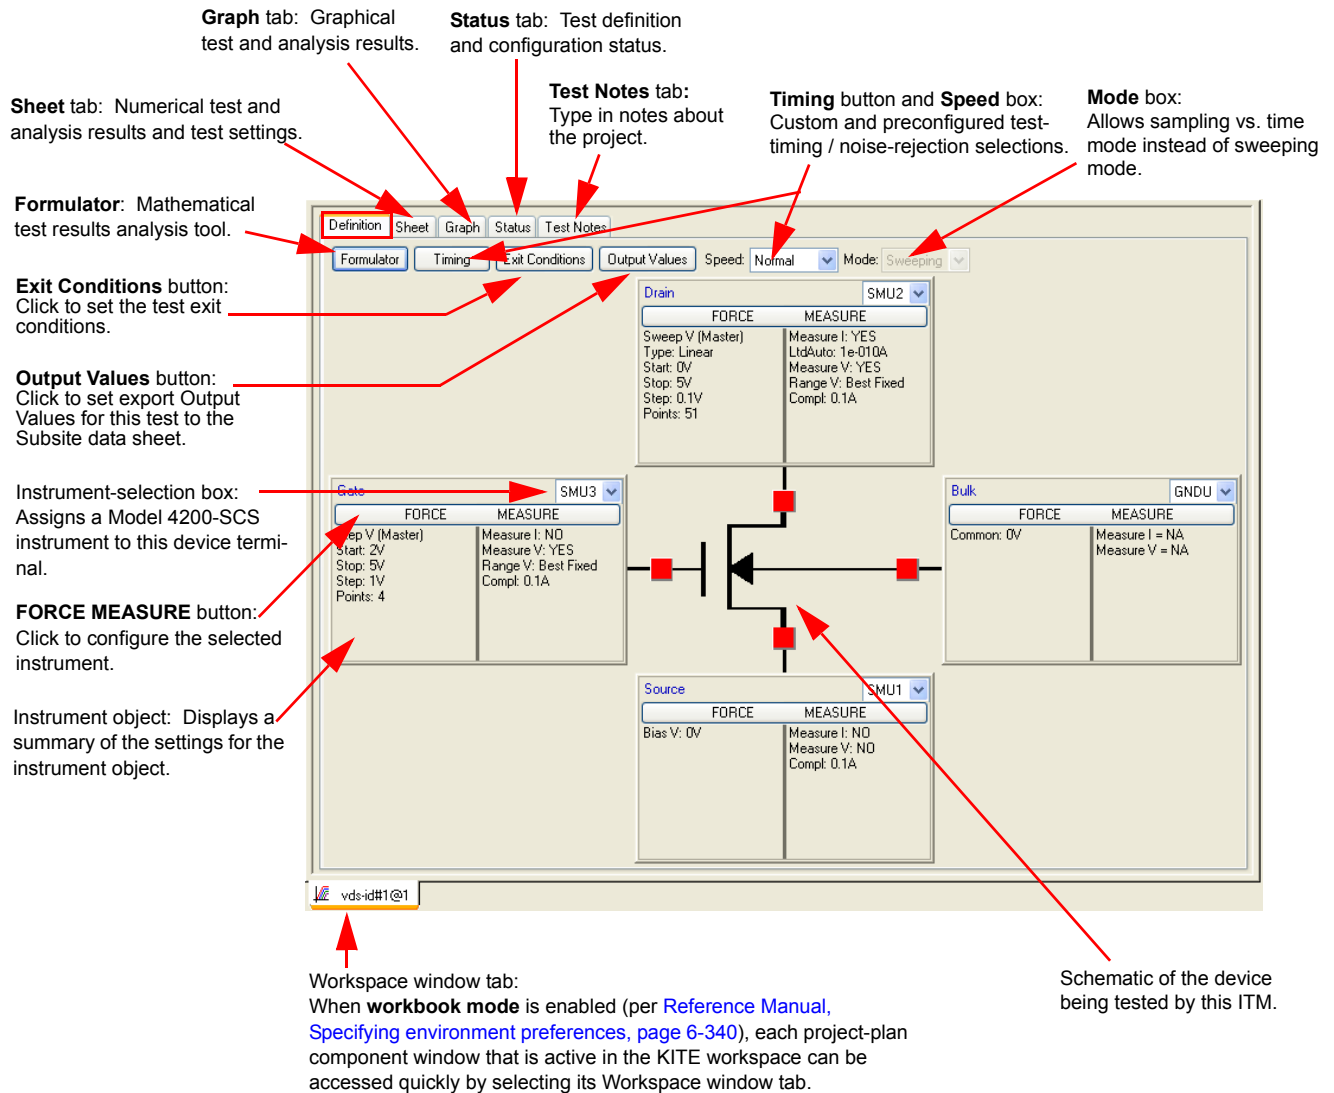 Graph tab:  Graphical
test and analysis results.
Status tab:  Test definition
and configuration status.
Sheet tab:  Numerical test and
analysis results and test settings.
Test Notes tab:
Type in notes about
the project.
Timing button and Speed box:
Custom and preconfigured test-
timing / noise-rejection selections.
Mode box:
Allows sampling vs. time
mode instead of sweeping
mode.
Formulator:  Mathematical
test results analysis tool.
Exit Conditions button:
Click to set the test exit
conditions.
Output Values button:
Click to set export Output
Values for this test to the
Subsite data sheet.
Instrument-selection box:
Assigns a Model 4200-SCS
instrument to this device termi-
nal.
FORCE MEASURE button:
Click to configure the selected
instrument.
Instrument object:  Displays a
summary of the settings for the
instrument object.
Definition Sheet Graph Status Test Notes
Formulator Timing Exit Conditions Output Values Speed: Normal Mode: Sweeping
Drain SMU2
FORCE MEASURE
Sweep V (Master)
Type: Linear
Start: 0V
Stop: 5V
Step: 0.1V
Points: 51
Measure I: YES
LtdAuto: 1e-010A
Measure V: YES
Range V: Best Fixed
Compl: 0.1A
Gate SMU3
FORCE MEASURE
Step V (Master)
Start: 2V
Stop: 5V
Step: 1V
Points: 4
Measure I: NO
Measure V: YES
Range V: Best Fixed
Compl: 0.1A
Bulk GNDU
FORCE MEASURE
Common: 0V
Measure I = NA
Measure V = NA
Source SMU1
FORCE MEASURE
Bias V: 0V
Measure I: NO
Measure V: NO
Compl: 0.1A
vds-id#1@1
Workspace window tab:
When workbook mode is enabled (per Reference Manual,
Specifying environment preferences, page 6-340), each project-plan
component window that is active in the KITE workspace can be
accessed quickly by selecting its Workspace window tab.
Schematic of the device
being tested by this ITM.